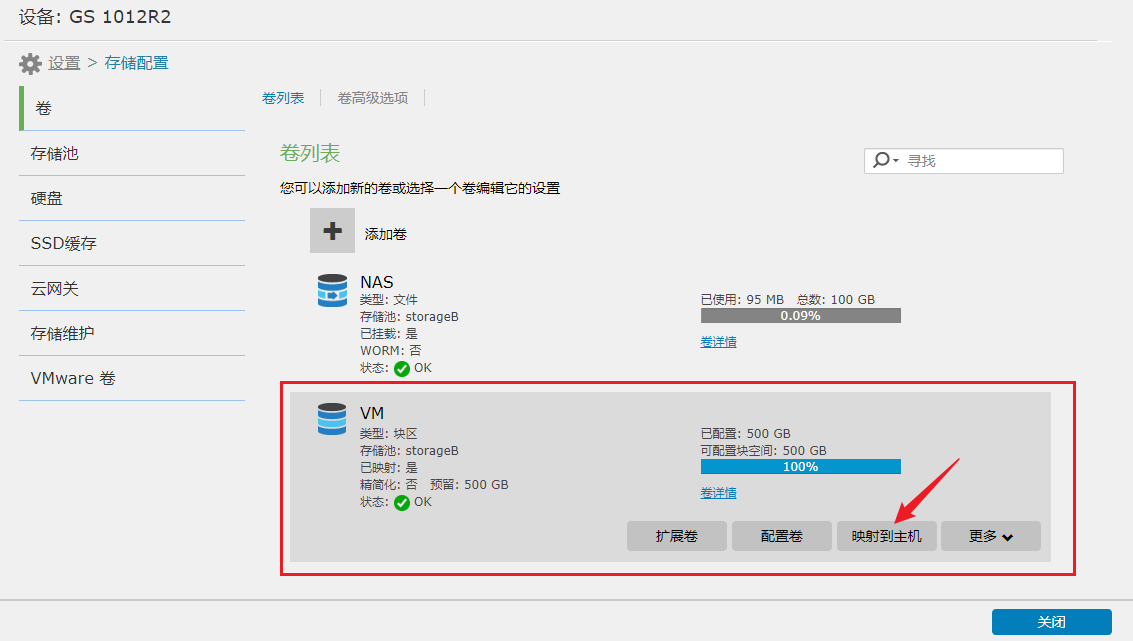 设备: GS 1012R2
设置 > 存储配置
卷
存储池
硬盘
SSD缓存
云网关
存储维护
VMware 卷
卷列表
卷高级选项
卷列表
寻找
您可以添加新的卷或选择一个卷编辑它的设置
添加卷
NAS
类型: 文件
存储池: storageB
已挂载: 是
WORM: 否
状态: OK
已使用: 95 MB 总数: 100 GB
0.09%
卷详情
VM
类型: 块区
存储池: storageB
已映射: 是
精简化: 否 预留: 500 GB
状态: OK
已配置: 500 GB
可配置块空间: 500 GB
100%
卷详情
扩展卷
配置卷
映射到主机
更多
关闭